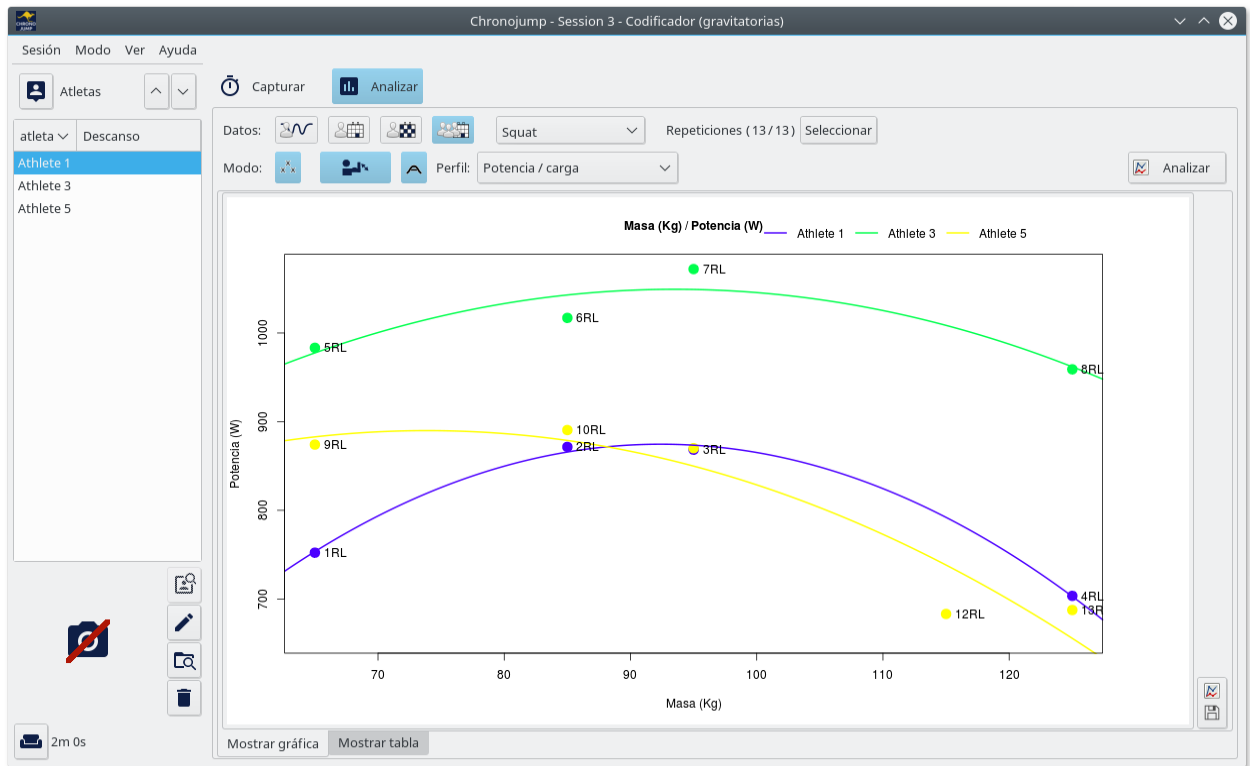 CHRONO
JUMP
Chronojump - Session 3 - Codificador (gravitatorias)
Sesión Modo Ver Ayuda
Atletas
Capturar Analizar
atleta Descanso
Athlete 1
Athlete 3
Athlete 5
Datos: Squat Repeticiones (13/13) Seleccionar
Modo: Perfil: Potencia / carga Analizar
Masa (Kg) / Potencia (W) Athlete 1 Athlete 3 Athlete 5
7RL
6RL
5RL
8RL
10RL
9RL
2RL
3RL
1RL
4RL
13R
12RL
1000
900
800
700
Potencia (W)
70 80 90 100 110 120
Masa (Kg)
2m 0s
Mostrar gráfica Mostrar tabla